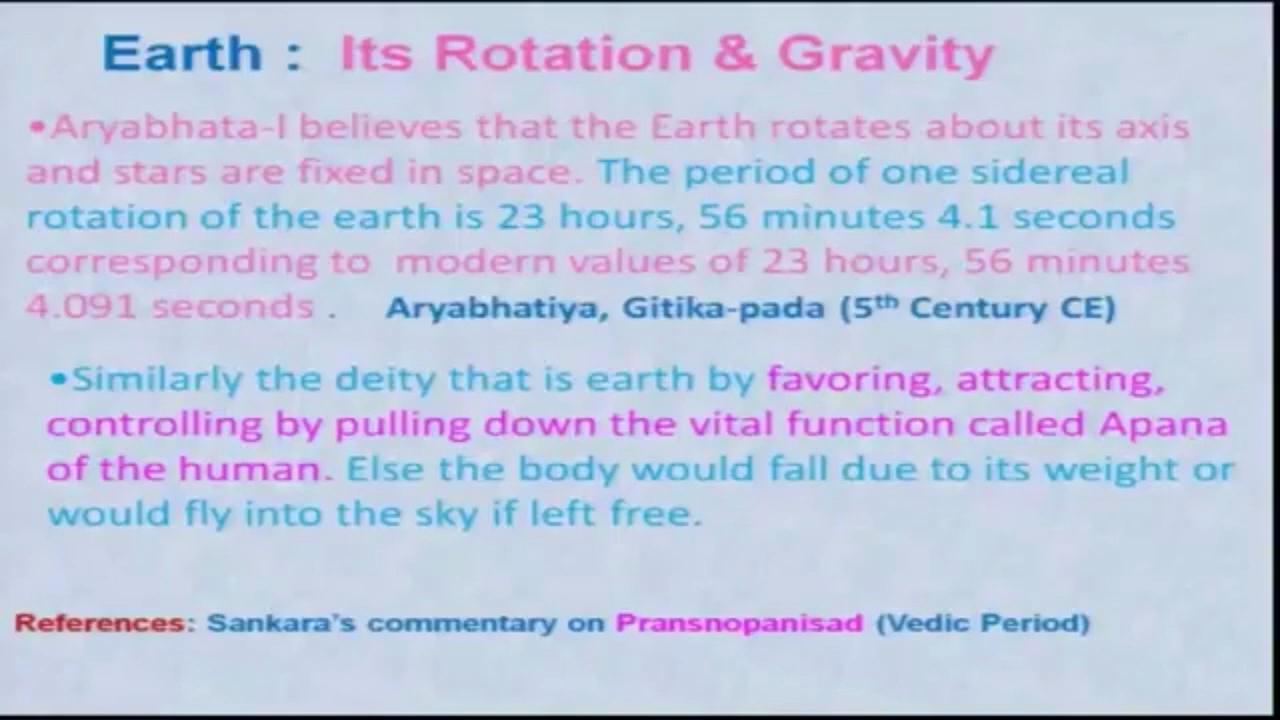 Earth : Its Rotation & Gravity
•Aryabhata-I believes that the Earth rotates about its axis
and stars are fixed in space. The period of one sidereal
rotation of the earth is 23 hours, 56 minutes 4.1 seconds
corresponding to modern values of 23 hours, 56 minutes
4.091 seconds . Aryabhatiya, Gitika-pada (5th Century CE)
•Similarly the deity that is earth by favoring, attracting,
controlling by pulling down the vital function called Apana
of the human. Else the body would fall due to its weight or
would fly into the sky if left free.
References: Sankara's commentary on Pransnopanisad (Vedic Period)